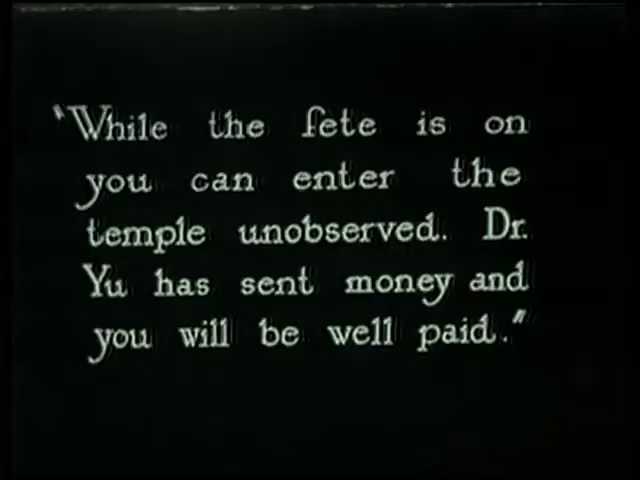 "While the fete is on
you can enter the
temple unobserved. Dr.
Yu has sent money and
you will be well paid."